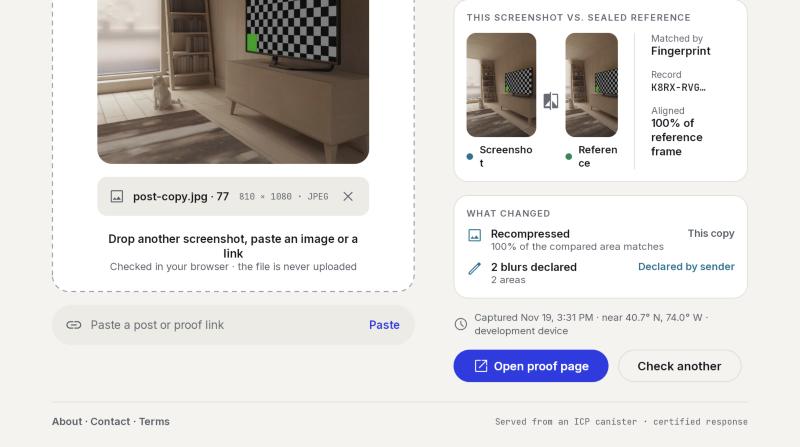 post-copy.jpg · 77 810 × 1080 · JPEG
Drop another screenshot, paste an image or a
link
Checked in your browser · the file is never uploaded
Paste a post or proof link Paste
THIS SCREENSHOT VS. SEALED REFERENCE
Screensho
t
Referen
ce
Matched by
Fingerprint
Record
K8RX-RVG…
Aligned
100% of
reference
frame
WHAT CHANGED
Recompressed This copy
100% of the compared area matches
2 blurs declared Declared by sender
2 areas
Captured Nov 19, 3:31 PM · near 40.7° N, 74.0° W ·
development device
Open proof page Check another
About · Contact · Terms Served from an ICP canister · certified response